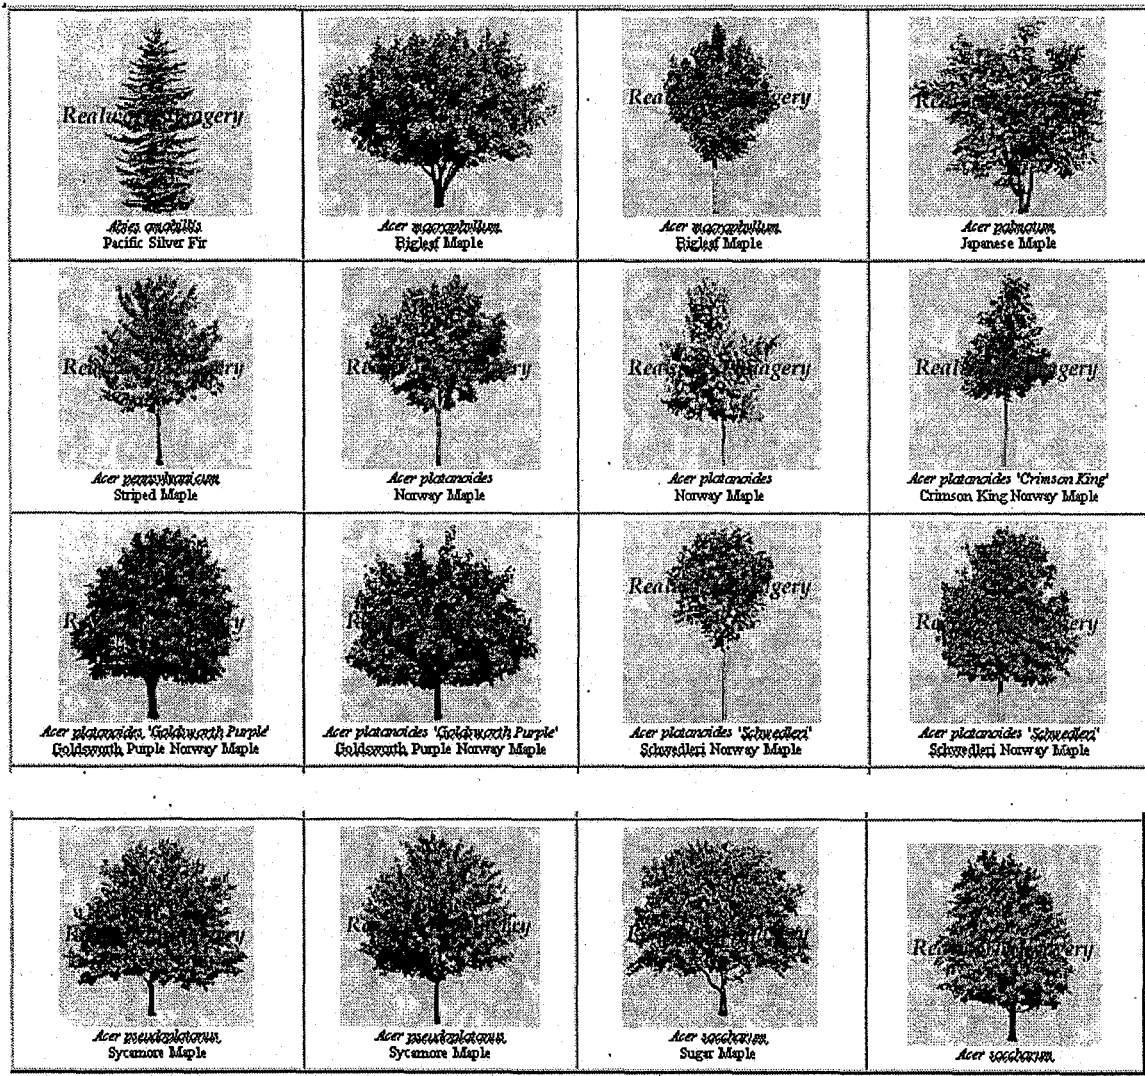 Realw Imagery
Abies amabilis
Pacific Silver Fir
Real gery
Acer macrophyllum
Bigleaf Maple
Acer macrophyllum
Bigleaf Maple
Acer palmatum
Japanese Maple
Acer pensylvanicum
Striped Maple
Acer platanoides
Norway Maple
Acer platanoides
Norway Maple
Acer platanoides 'Crimson King'
Crimson King Norway Maple
Acer platanoides 'Goldsworth Purple'
Goldsworth Purple Norway Maple
Acer platanoides 'Goldsworth Purple'
Goldsworth Purple Norway Maple
Acer platanoides 'Schwedleri'
Schwedleri Norway Maple
Acer platanoides 'Schwedleri'
Schwedleri Norway Maple
Acer pseudoplatanus
Sycamore Maple
Acer pseudoplatanus
Sycamore Maple
Acer saccharum
Sugar Maple
Acer saccharum